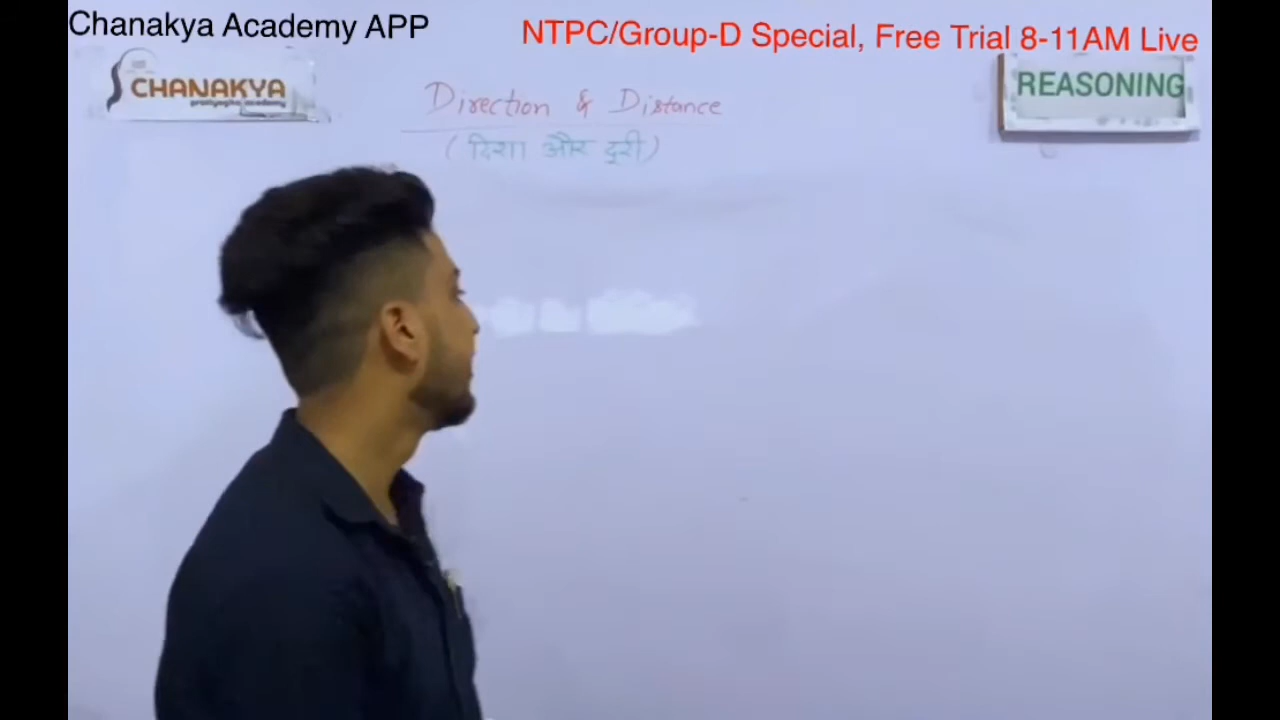 Chanakya Academy APP
NTPC/Group-D Special, Free Trial 8-11AM Live
CHANAKYA
pratiyogita academy
REASONING
Direction & Distance
(दिशा और दूरी)